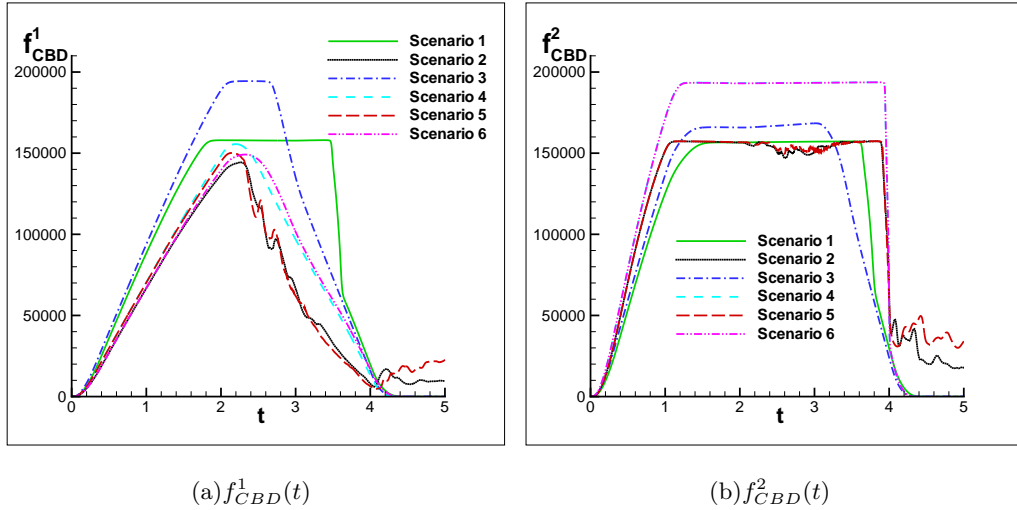 f¹CBD
200000
150000
100000
50000
0
0 1 2 3 4 5
t
Scenario 1
Scenario 2
Scenario 3
Scenario 4
Scenario 5
Scenario 6
f²CBD
200000
150000
100000
50000
0
0 1 2 3 4 5
t
Scenario 1
Scenario 2
Scenario 3
Scenario 4
Scenario 5
Scenario 6
(a) f¹CBD(t)
(b) f²CBD(t)